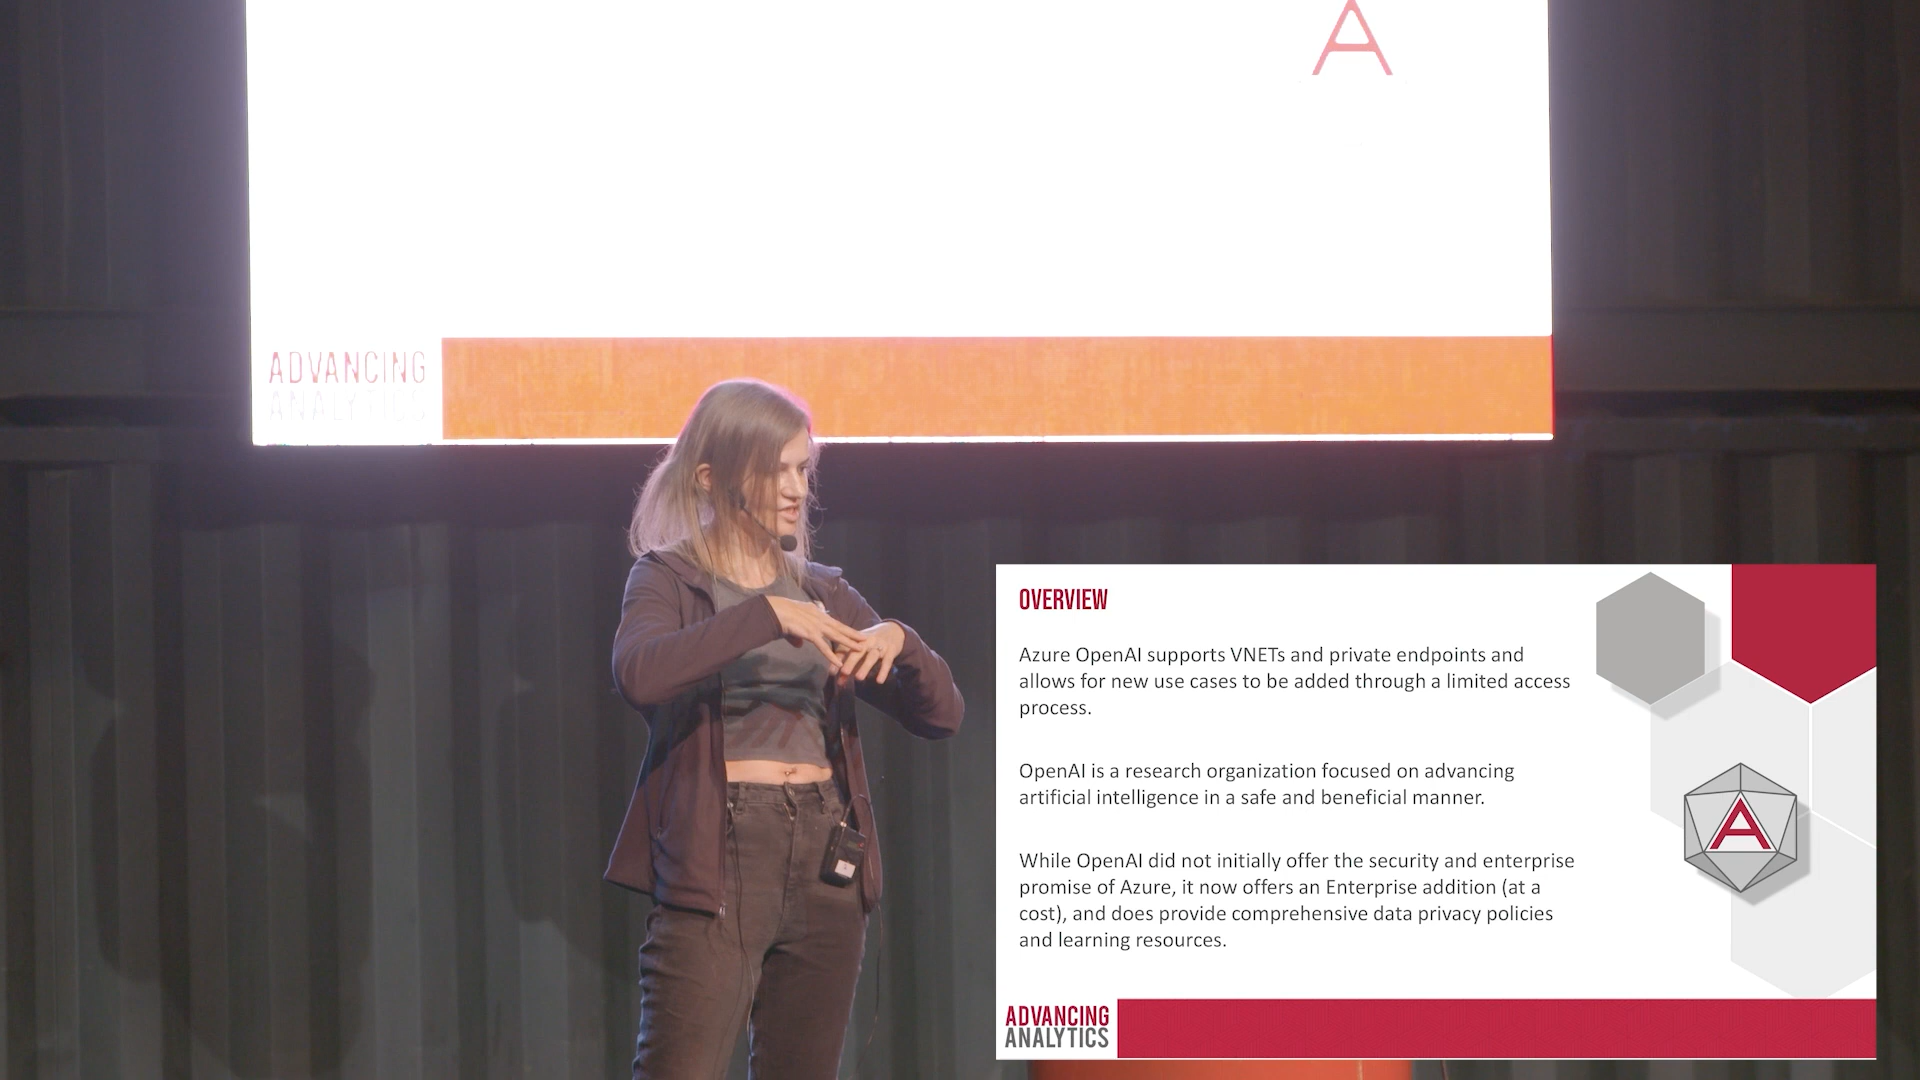 A
ADVANCING
ANALYTICS
OVERVIEW
Azure OpenAI supports VNETs and private endpoints and
allows for new use cases to be added through a limited access
process.
OpenAI is a research organization focused on advancing
artificial intelligence in a safe and beneficial manner.
While OpenAI did not initially offer the security and enterprise
promise of Azure, it now offers an Enterprise addition (at a
cost), and does provide comprehensive data privacy policies
and learning resources.
A
ADVANCING
ANALYTICS